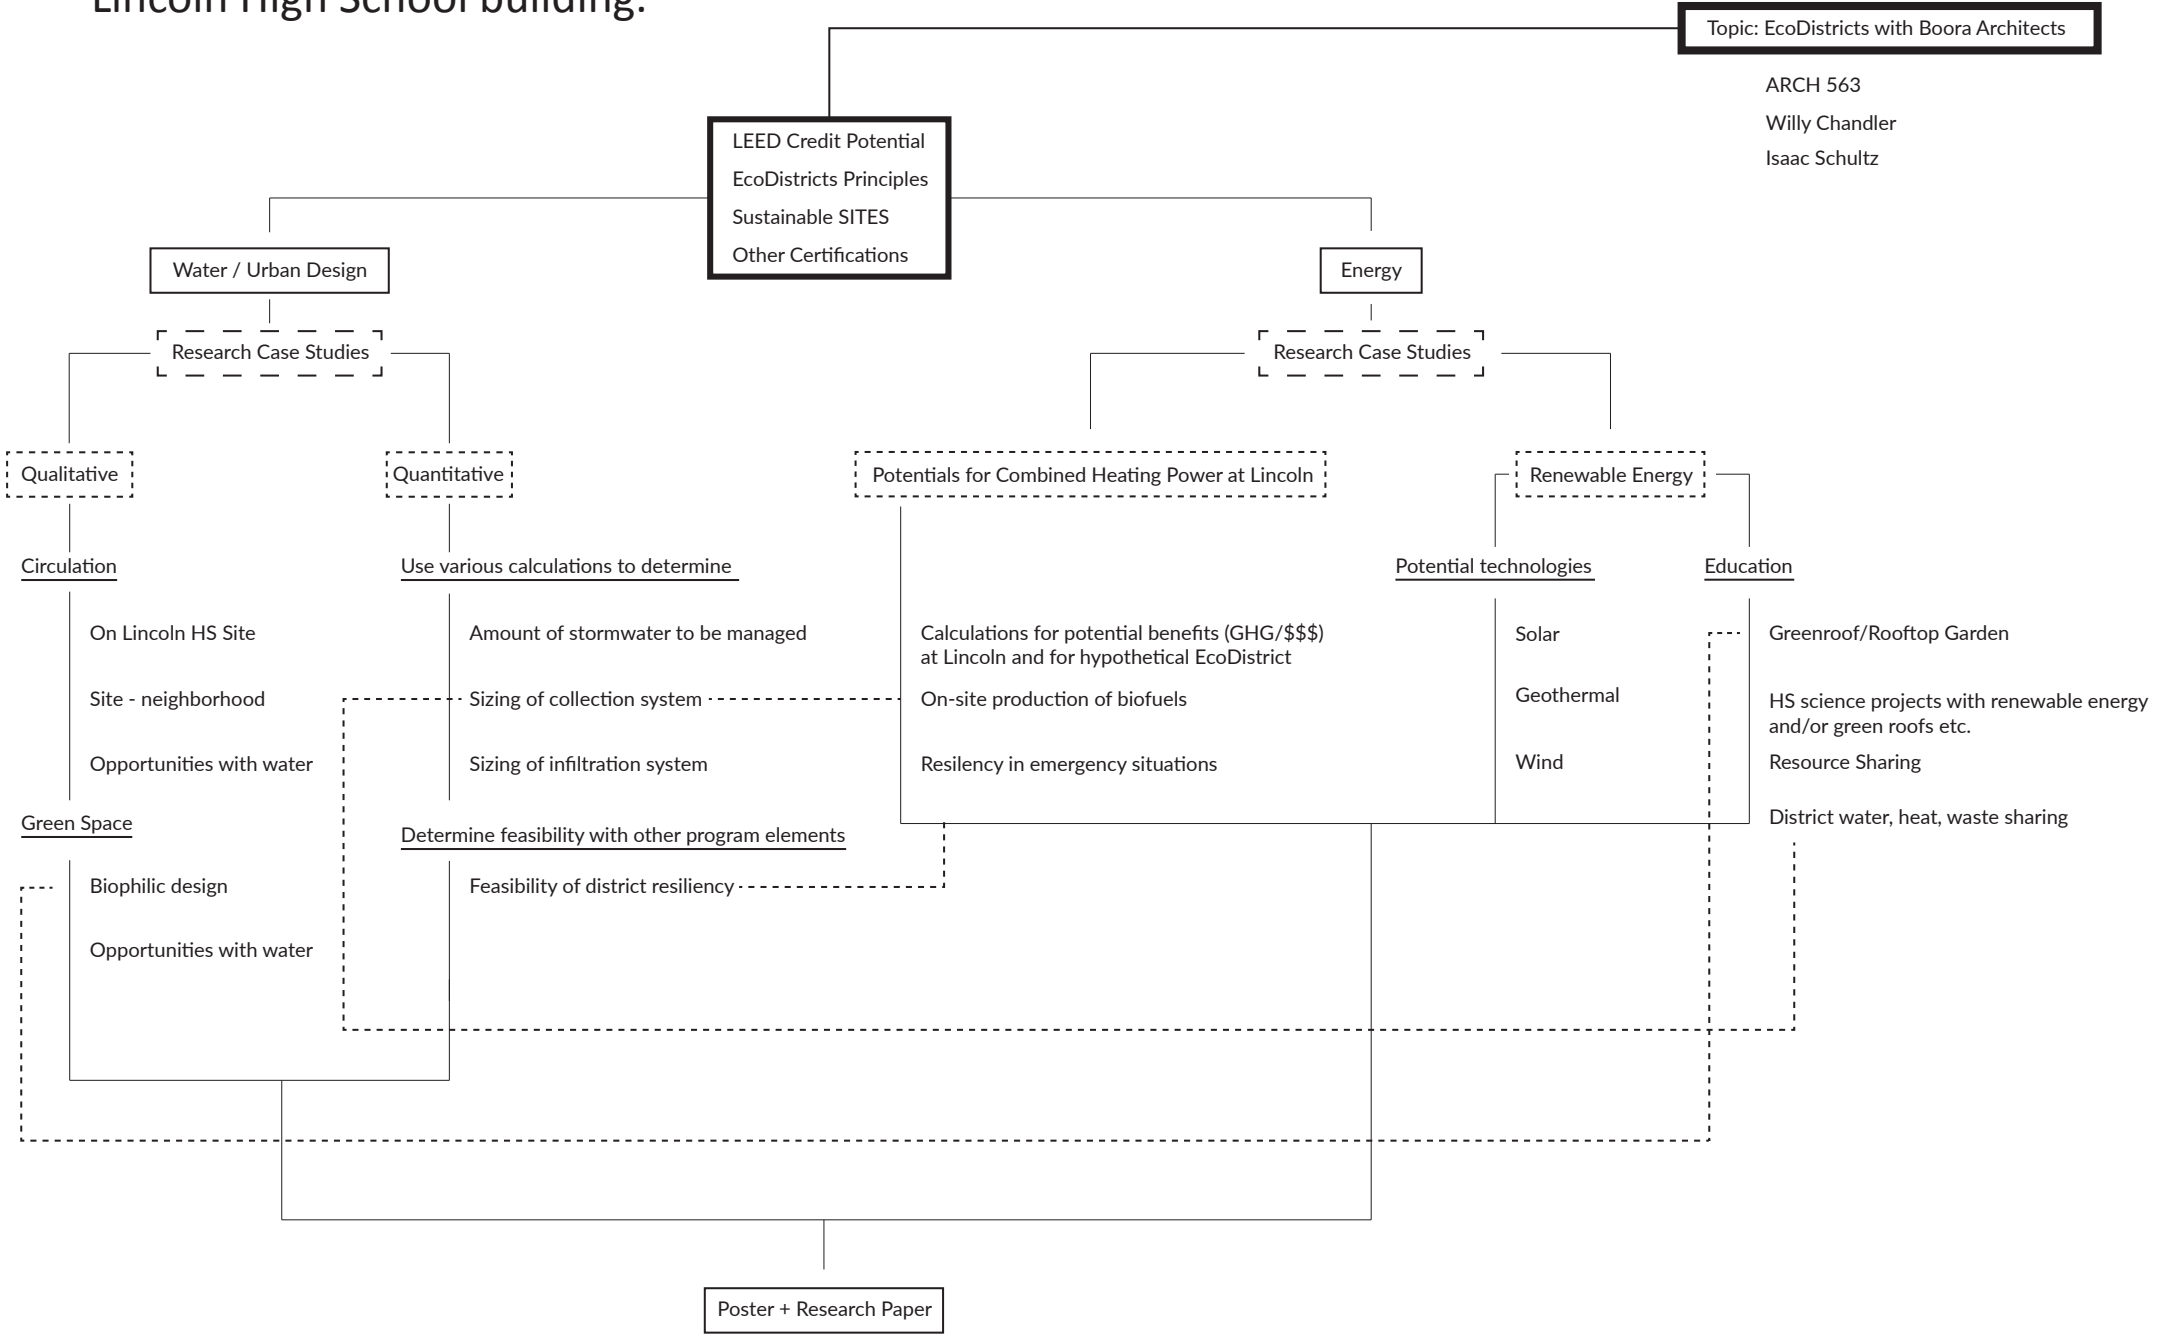 Lincoln High School building.
Topic: EcoDistricts with Boora Architects
ARCH 563
Willy Chandler
Isaac Schultz
LEED Credit Potential
EcoDistricts Principles
Sustainable SITES
Other Certifications
Water / Urban Design
Research Case Studies
Qualitative
Circulation
On Lincoln HS Site
Site - neighborhood
Opportunities with water
Green Space
Biophilic design
Opportunities with water
Quantitative
Use various calculations to determine
Amount of stormwater to be managed
Sizing of collection system
Sizing of infiltration system
Determine feasibility with other program elements
Feasibility of district resiliency
Energy
Research Case Studies
Potentials for Combined Heating Power at Lincoln
Calculations for potential benefits (GHG/$$$)
at Lincoln and for hypothetical EcoDistrict
On-site production of biofuels
Resilency in emergency situations
Renewable Energy
Potential technologies
Solar
Geothermal
Wind
Education
Greenroof/Rooftop Garden
HS science projects with renewable energy
and/or green roofs etc.
Resource Sharing
District water, heat, waste sharing
Poster + Research Paper